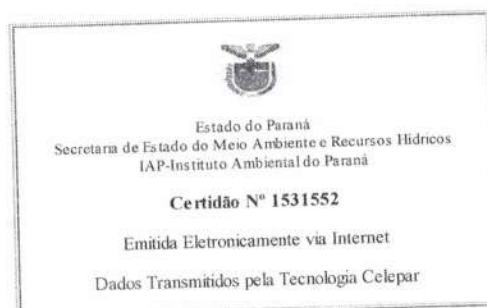 Estado do Paraná
Secretaria de Estado do Meio Ambiente e Recursos Hídricos
IAP-Instituto Ambiental do Paraná
Certidão Nº 1531552
Emitida Eletronicamente via Internet
Dados Transmitidos pela Tecnologia Celepar